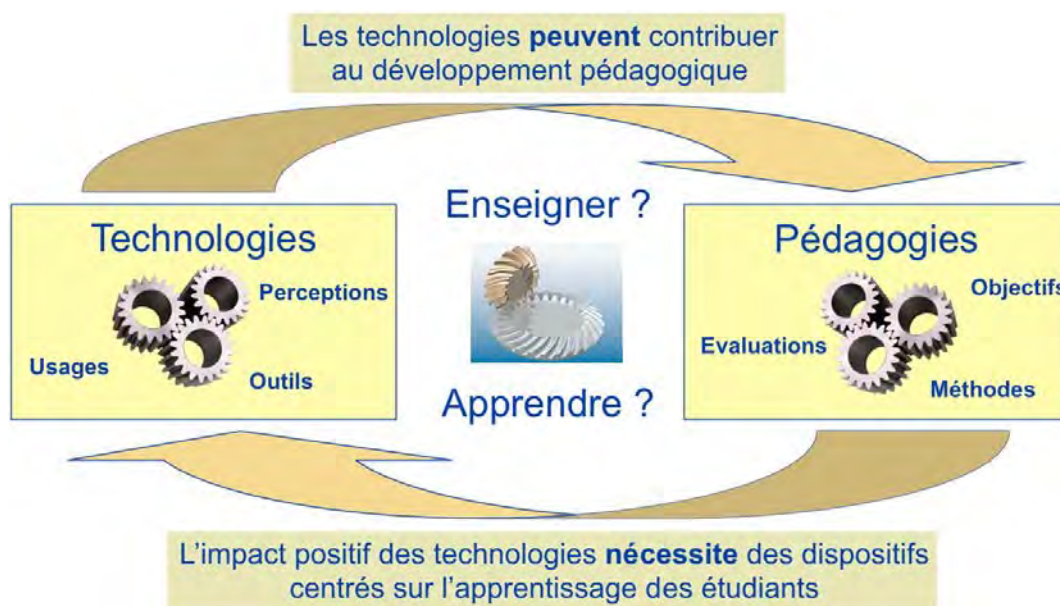 Les technologies peuvent contribuer
au développement pédagogique
Enseigner ?
Technologies
Perceptions
Usages
Outils
Pédagogies
Objectifs
Evaluations
Méthodes
Apprendre ?
L'impact positif des technologies nécessite des dispositifs
centrés sur l'apprentissage des étudiants